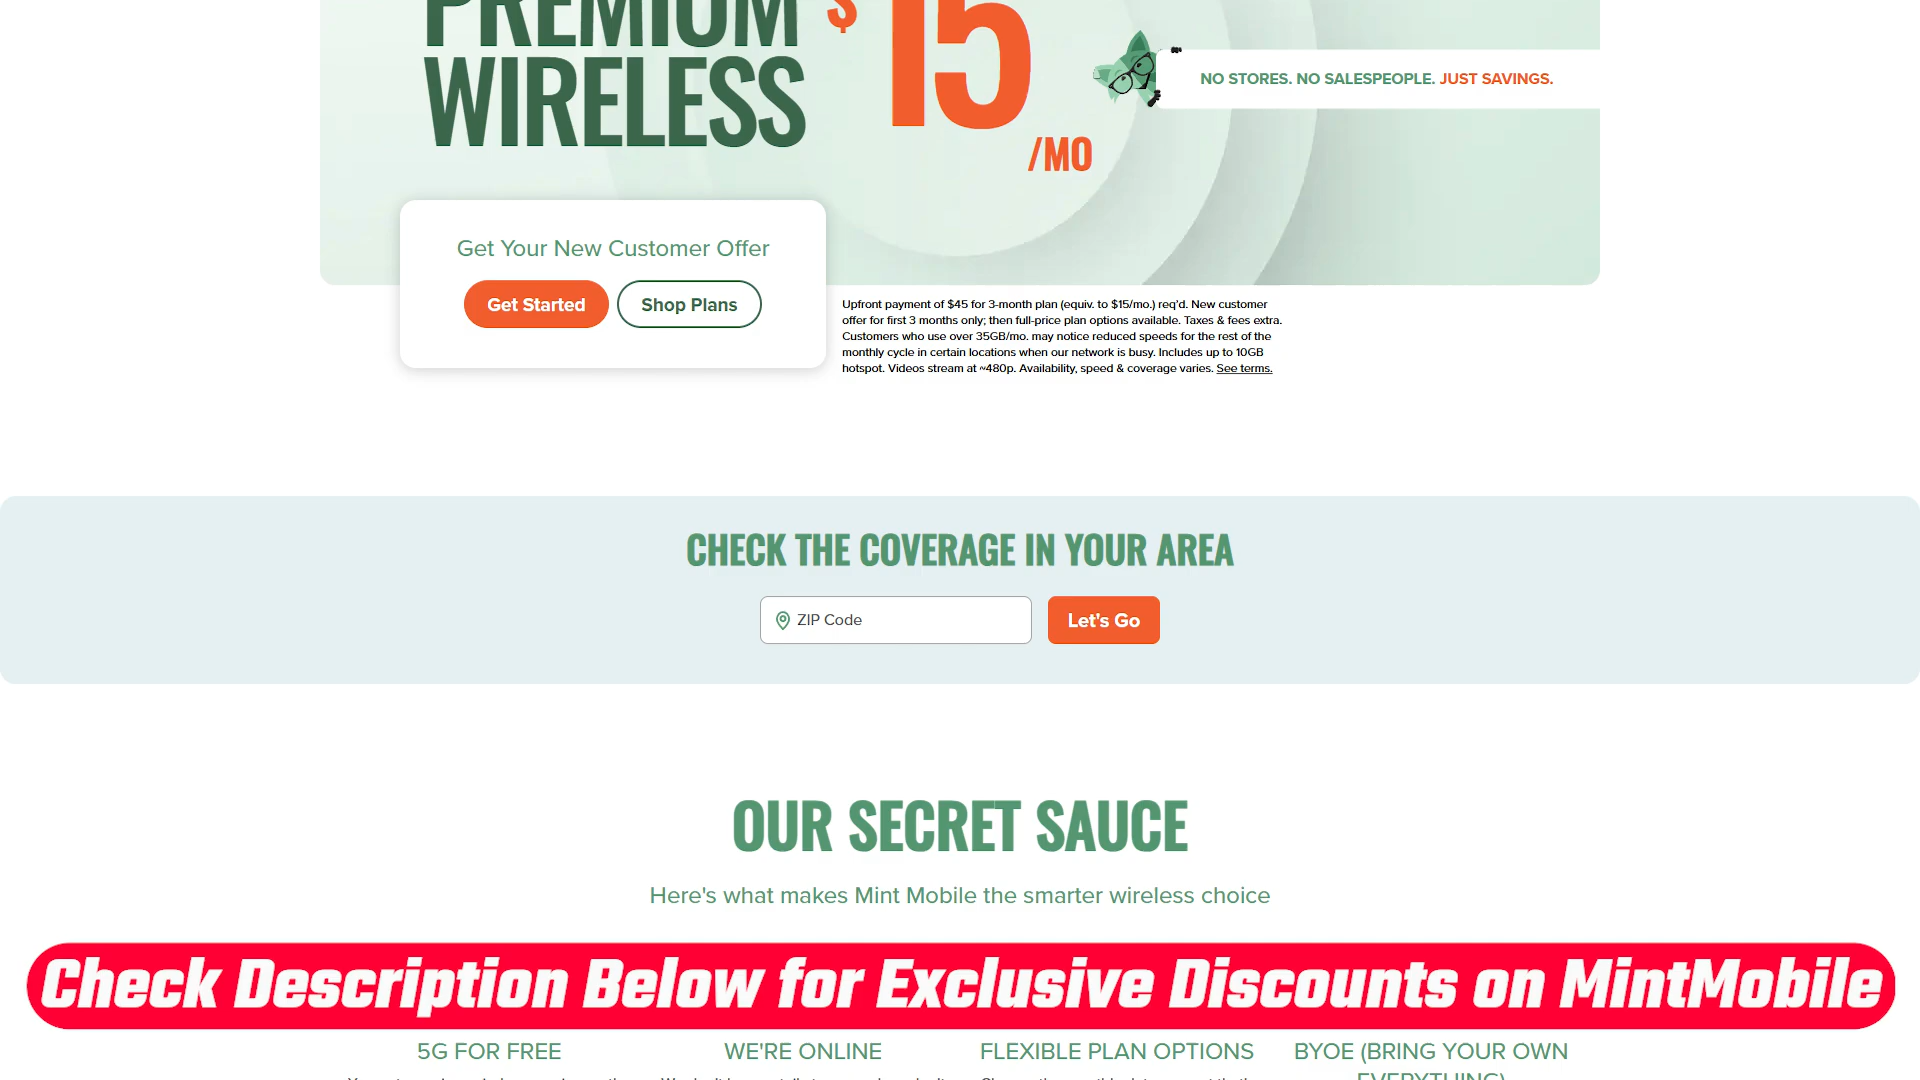 PREMIUM
WIRELESS
$15
/MO
NO STORES. NO SALESPEOPLE. JUST SAVINGS.
Get Your New Customer Offer
Get Started
Shop Plans
Upfront payment of $45 for 3-month plan (equiv. to $15/mo.) req'd. New customer
offer for first 3 months only; then full-price plan options available. Taxes & fees extra.
Customers who use over 35GB/mo. may notice reduced speeds for the rest of the
monthly cycle in certain locations when our network is busy. Includes up to 10GB
hotspot. Videos stream at ~480p. Availability, speed & coverage varies. See terms.
CHECK THE COVERAGE IN YOUR AREA
ZIP Code
Let's Go
OUR SECRET SAUCE
Here's what makes Mint Mobile the smarter wireless choice
Check Description Below for Exclusive Discounts on MintMobile
5G FOR FREE
WE'RE ONLINE
FLEXIBLE PLAN OPTIONS
BYOE (BRING YOUR OWN
EVERYTHING)